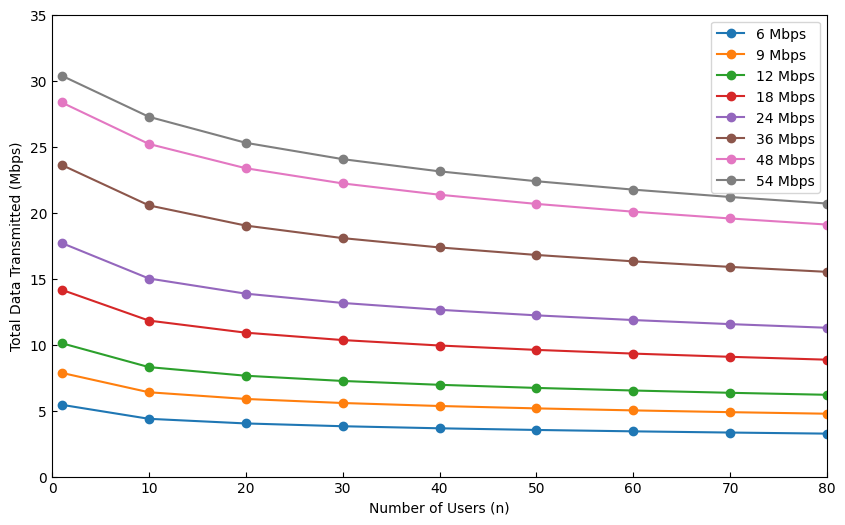 35
30
25
20
15
10
5
0
Total Data Transmitted (Mbps)
6 Mbps
9 Mbps
12 Mbps
18 Mbps
24 Mbps
36 Mbps
48 Mbps
54 Mbps
0 10 20 30 40 50 60 70 80
Number of Users (n)